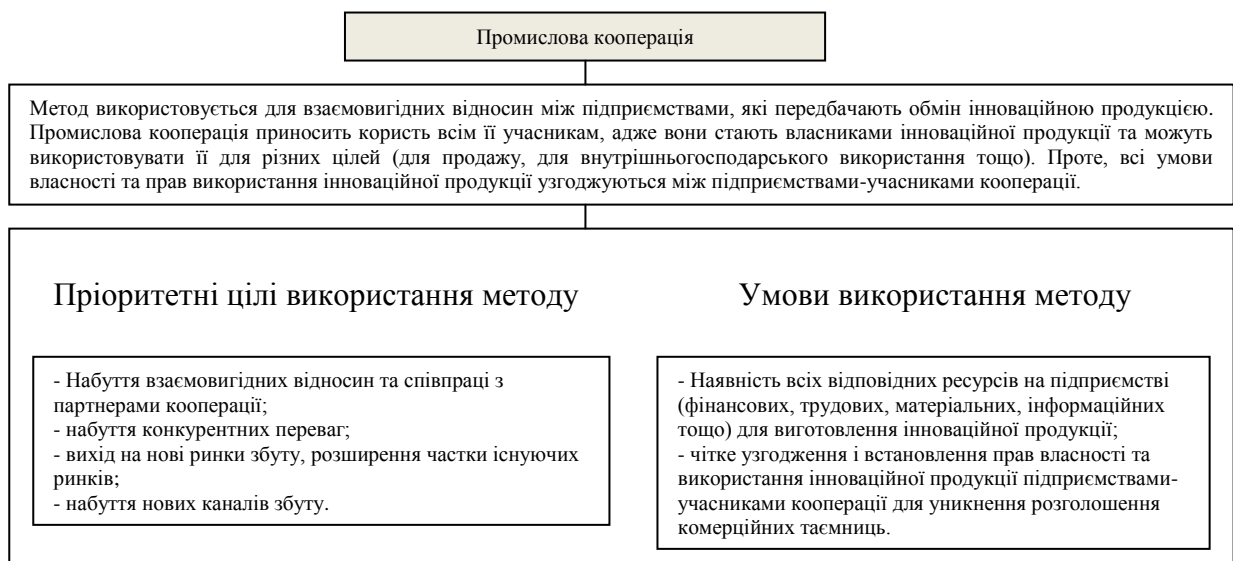 Промислова кооперація
Метод використовується для взаємовигідних відносин між підприємствами, які передбачають обмін інноваційною продукцією.
Промислова кооперація приносить користь всім її учасникам, адже вони стають власниками інноваційної продукції та можуть
використовувати її для різних цілей (для продажу, для внутрішньогосподарського використання тощо). Проте, всі умови
власності та прав використання інноваційної продукції узгоджуються між підприємствами-учасниками кооперації.
Пріоритетні цілі використання методу
- Набуття взаємовигідних відносин та співпраці з
партнерами кооперації;
- набуття конкурентних переваг;
- вихід на нові ринки збуту, розширення частки існуючих
ринків;
- набуття нових каналів збуту.
Умови використання методу
- Наявність всіх відповідних ресурсів на підприємстві
(фінансових, трудових, матеріальних, інформаційних
тощо) для виготовлення інноваційної продукції;
- чітке узгодження і встановлення прав власності та
використання інноваційної продукції підприємствами-
учасниками кооперації для уникнення розголошення
комерційних таємниць.